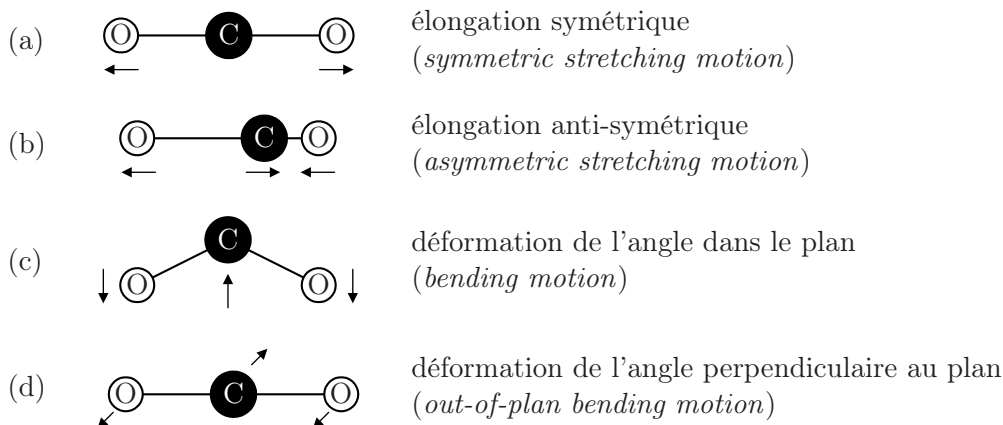 (a) O C O élongation symétrique
(symmetric stretching motion)
(b) O C O élongation anti-symétrique
(asymmetric stretching motion)
(c) O C O déformation de l'angle dans le plan
(bending motion)
(d) O C O déformation de l'angle perpendiculaire au plan
(out-of-plan bending motion)